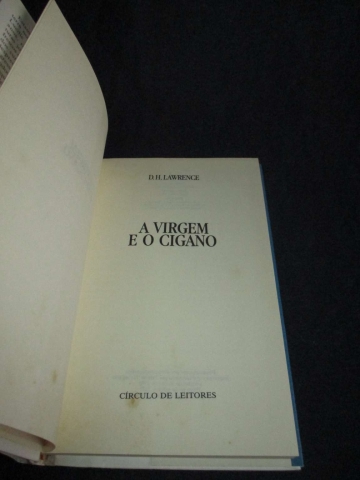 D.H. LAWRENCE
A VIRGEM
E O CIGANO
CÍRCULO DE LEITORES